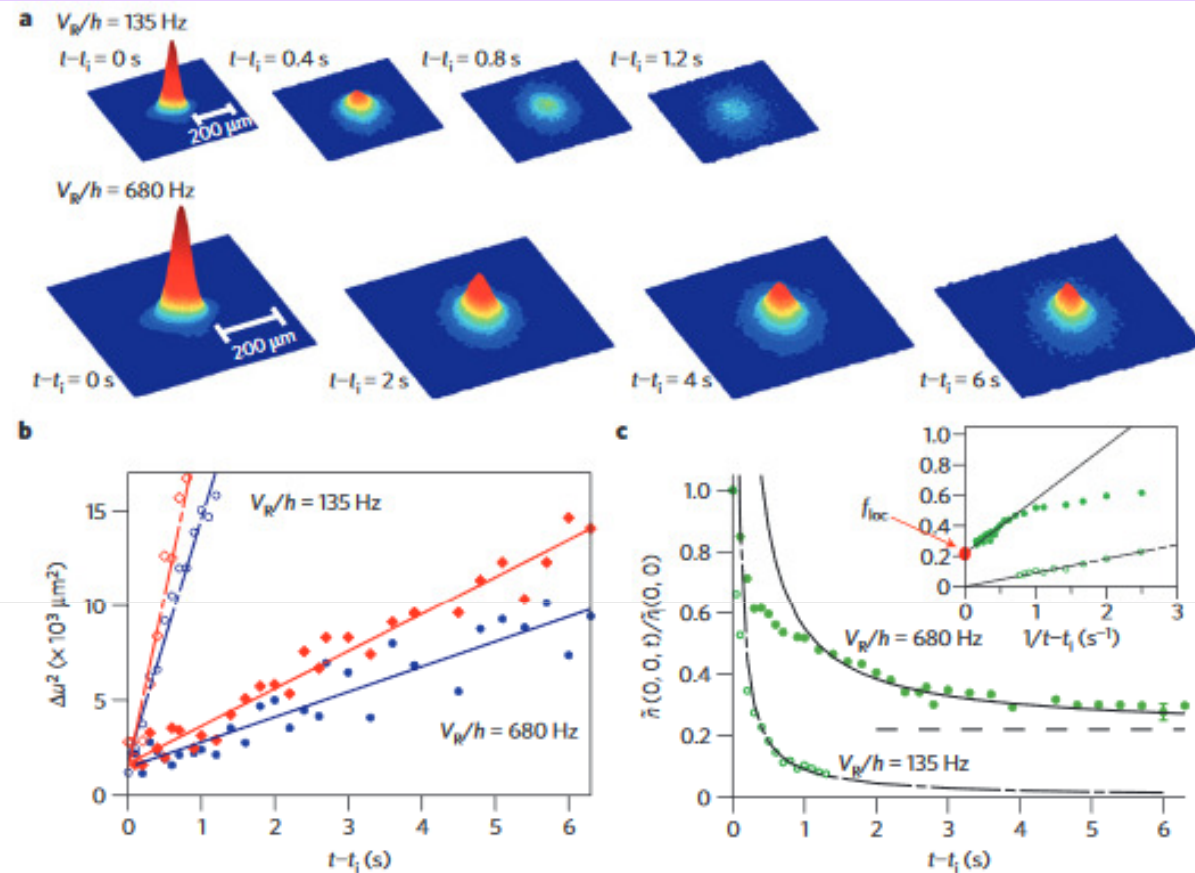 a
V_R/h = 135 Hz
t–t_i = 0 s
t–t_i = 0.4 s
t–t_i = 0.8 s
t–t_i = 1.2 s
200 μm
V_R/h = 680 Hz
200 μm
t–t_i = 0 s
t–t_i = 2 s
t–t_i = 4 s
t–t_i = 6 s
b
Δu² (× 10³ μm²)
15
10
5
0
V_R/h = 135 Hz
V_R/h = 680 Hz
0 1 2 3 4 5 6
t–t_i (s)
c
ñ(0, 0, t)/ñ_i(0, 0)
1.0
0.8
0.6
0.4
0.2
0
f_loc
1.0
0.8
0.6
0.4
0.2
0
0 1 2 3
1/t–t_i (s⁻¹)
V_R/h = 680 Hz
V_R/h = 135 Hz
0 1 2 3 4 5 6
t–t_i (s)